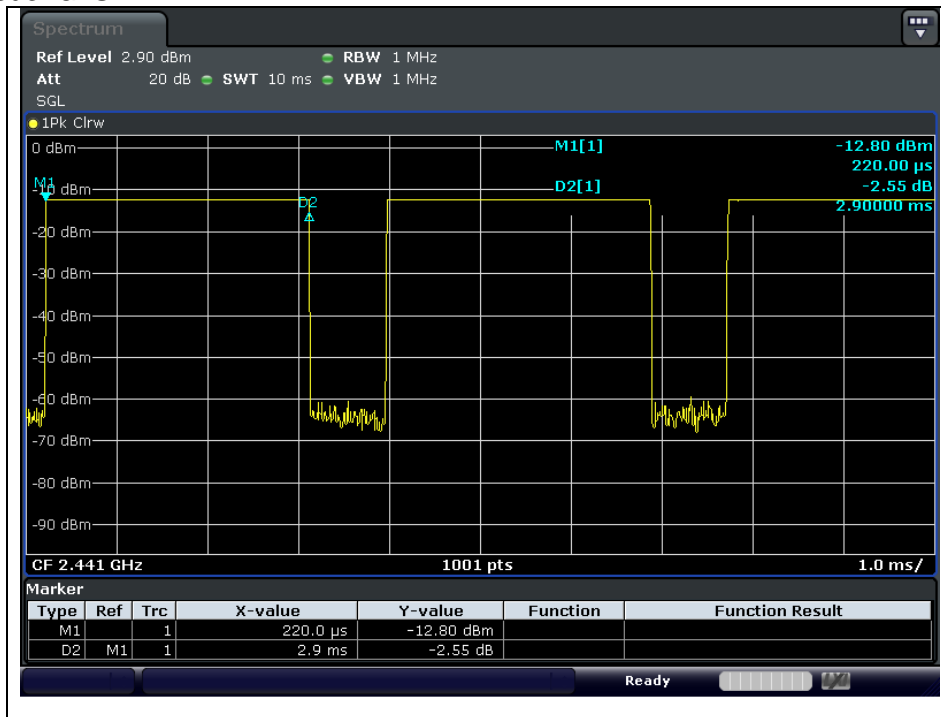 Spectrum
Ref Level 2.90 dBm RBW 1 MHz
Att 20 dB SWT 10 ms VBW 1 MHz
SGL
1Pk Clrw
0 dBm M1[1] -12.80 dBm
220.00 µs
M1
-10 dBm D2[1] -2.55 dB
D2 2.90000 ms
-20 dBm
-30 dBm
-40 dBm
-50 dBm
-60 dBm
-70 dBm
-80 dBm
-90 dBm
CF 2.441 GHz 1001 pts 1.0 ms/
Marker
Type Ref Trc X-value Y-value Function Function Result
M1 1 220.0 µs -12.80 dBm
D2 M1 1 2.9 ms -2.55 dB
Ready